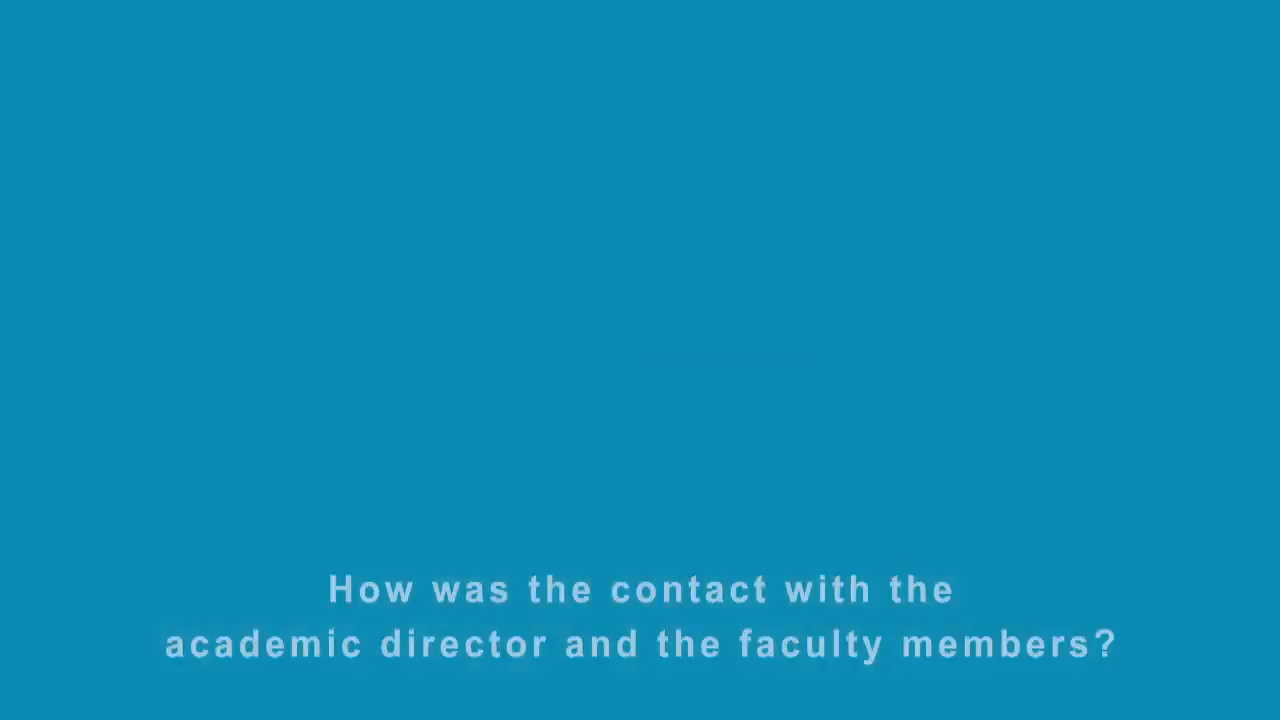 How was the contact with the
academic director and the faculty members?